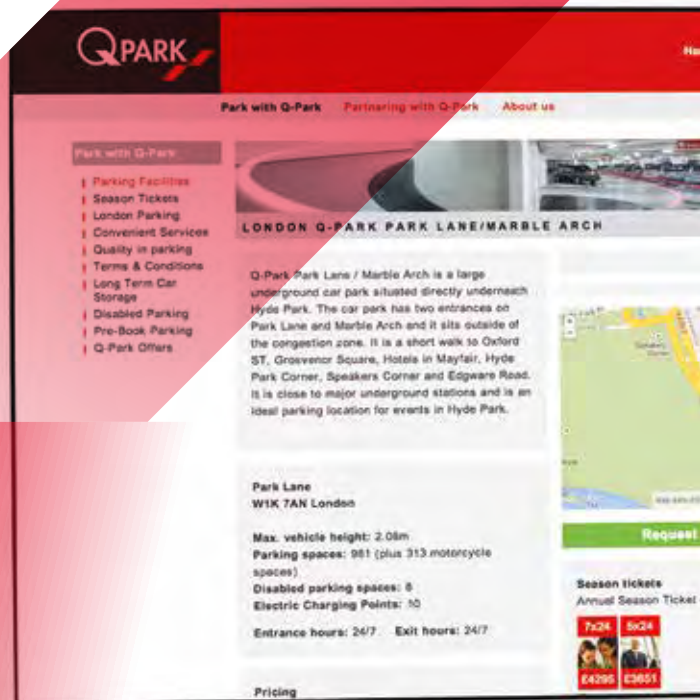 QPARK
Park with Q-Park Partnering with Q-Park About us
Park with Q-Park
Parking Facilities
Season Tickets
London Parking
Convenient Services
Quality in parking
Terms & Conditions
Long Term Car
Storage
Disabled Parking
Pre-Book Parking
Q-Park Offers
LONDON Q-PARK PARK LANE/MARBLE ARCH
Q-Park Park Lane / Marble Arch is a large
underground car park situated directly underneath
Hyde Park. The car park has two entrances on
Park Lane and Marble Arch and it sits outside of
the congestion zone. It is a short walk to Oxford
ST, Grosvenor Square, Hotels in Mayfair, Hyde
Park Corner, Speakers Corner and Edgware Road.
It is close to major underground stations and is an
ideal parking location for events in Hyde Park.
Park Lane
W1K 7AN London
Max. vehicle height: 2.08m
Parking spaces: 981 (plus 313 motorcycle
spaces)
Disabled parking spaces:
Electric Charging Points: 10
Entrance hours: 24/7 Exit hours: 24/7
Pricing
Request
Season tickets
Annual Season Ticket
7x24 5x24
£4295 £3651